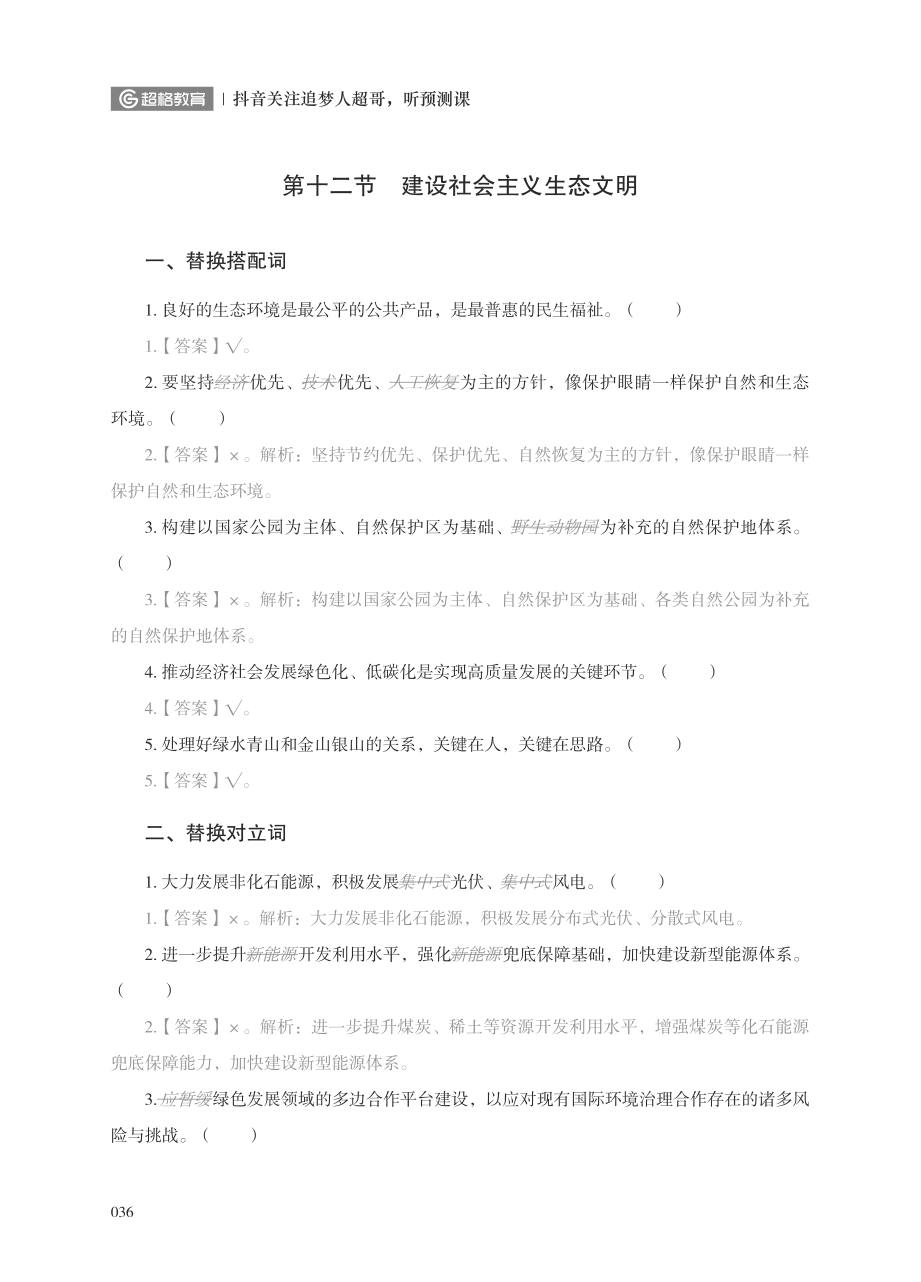 超格教育 | 抖音关注追梦人超哥，听预测课
第十二节　建设社会主义生态文明
一、替换搭配词
1. 良好的生态环境是最公平的公共产品，是最普惠的民生福祉。（　　）
1.【答案】√。
2. 要坚持经济优先、技术优先、人工恢复为主的方针，像保护眼睛一样保护自然和生态
环境。（　　）
2.【答案】×。解析：坚持节约优先、保护优先、自然恢复为主的方针，像保护眼睛一样
保护自然和生态环境。
3. 构建以国家公园为主体、自然保护区为基础、野生动物园为补充的自然保护地体系。
（　　）
3.【答案】×。解析：构建以国家公园为主体、自然保护区为基础、各类自然公园为补充
的自然保护地体系。
4. 推动经济社会发展绿色化、低碳化是实现高质量发展的关键环节。（　　）
4.【答案】√。
5. 处理好绿水青山和金山银山的关系，关键在人，关键在思路。（　　）
5.【答案】√。
二、替换对立词
1. 大力发展非化石能源，积极发展集中式光伏、集中式风电。（　　）
1.【答案】×。解析：大力发展非化石能源，积极发展分布式光伏、分散式风电。
2. 进一步提升新能源开发利用水平，强化新能源兜底保障基础，加快建设新型能源体系。
（　　）
2.【答案】×。解析：进一步提升煤炭、稀土等资源开发利用水平，增强煤炭等化石能源
兜底保障能力，加快建设新型能源体系。
3. 应暂缓绿色发展领域的多边合作平台建设，以应对现有国际环境治理合作存在的诸多风
险与挑战。（　　）
036